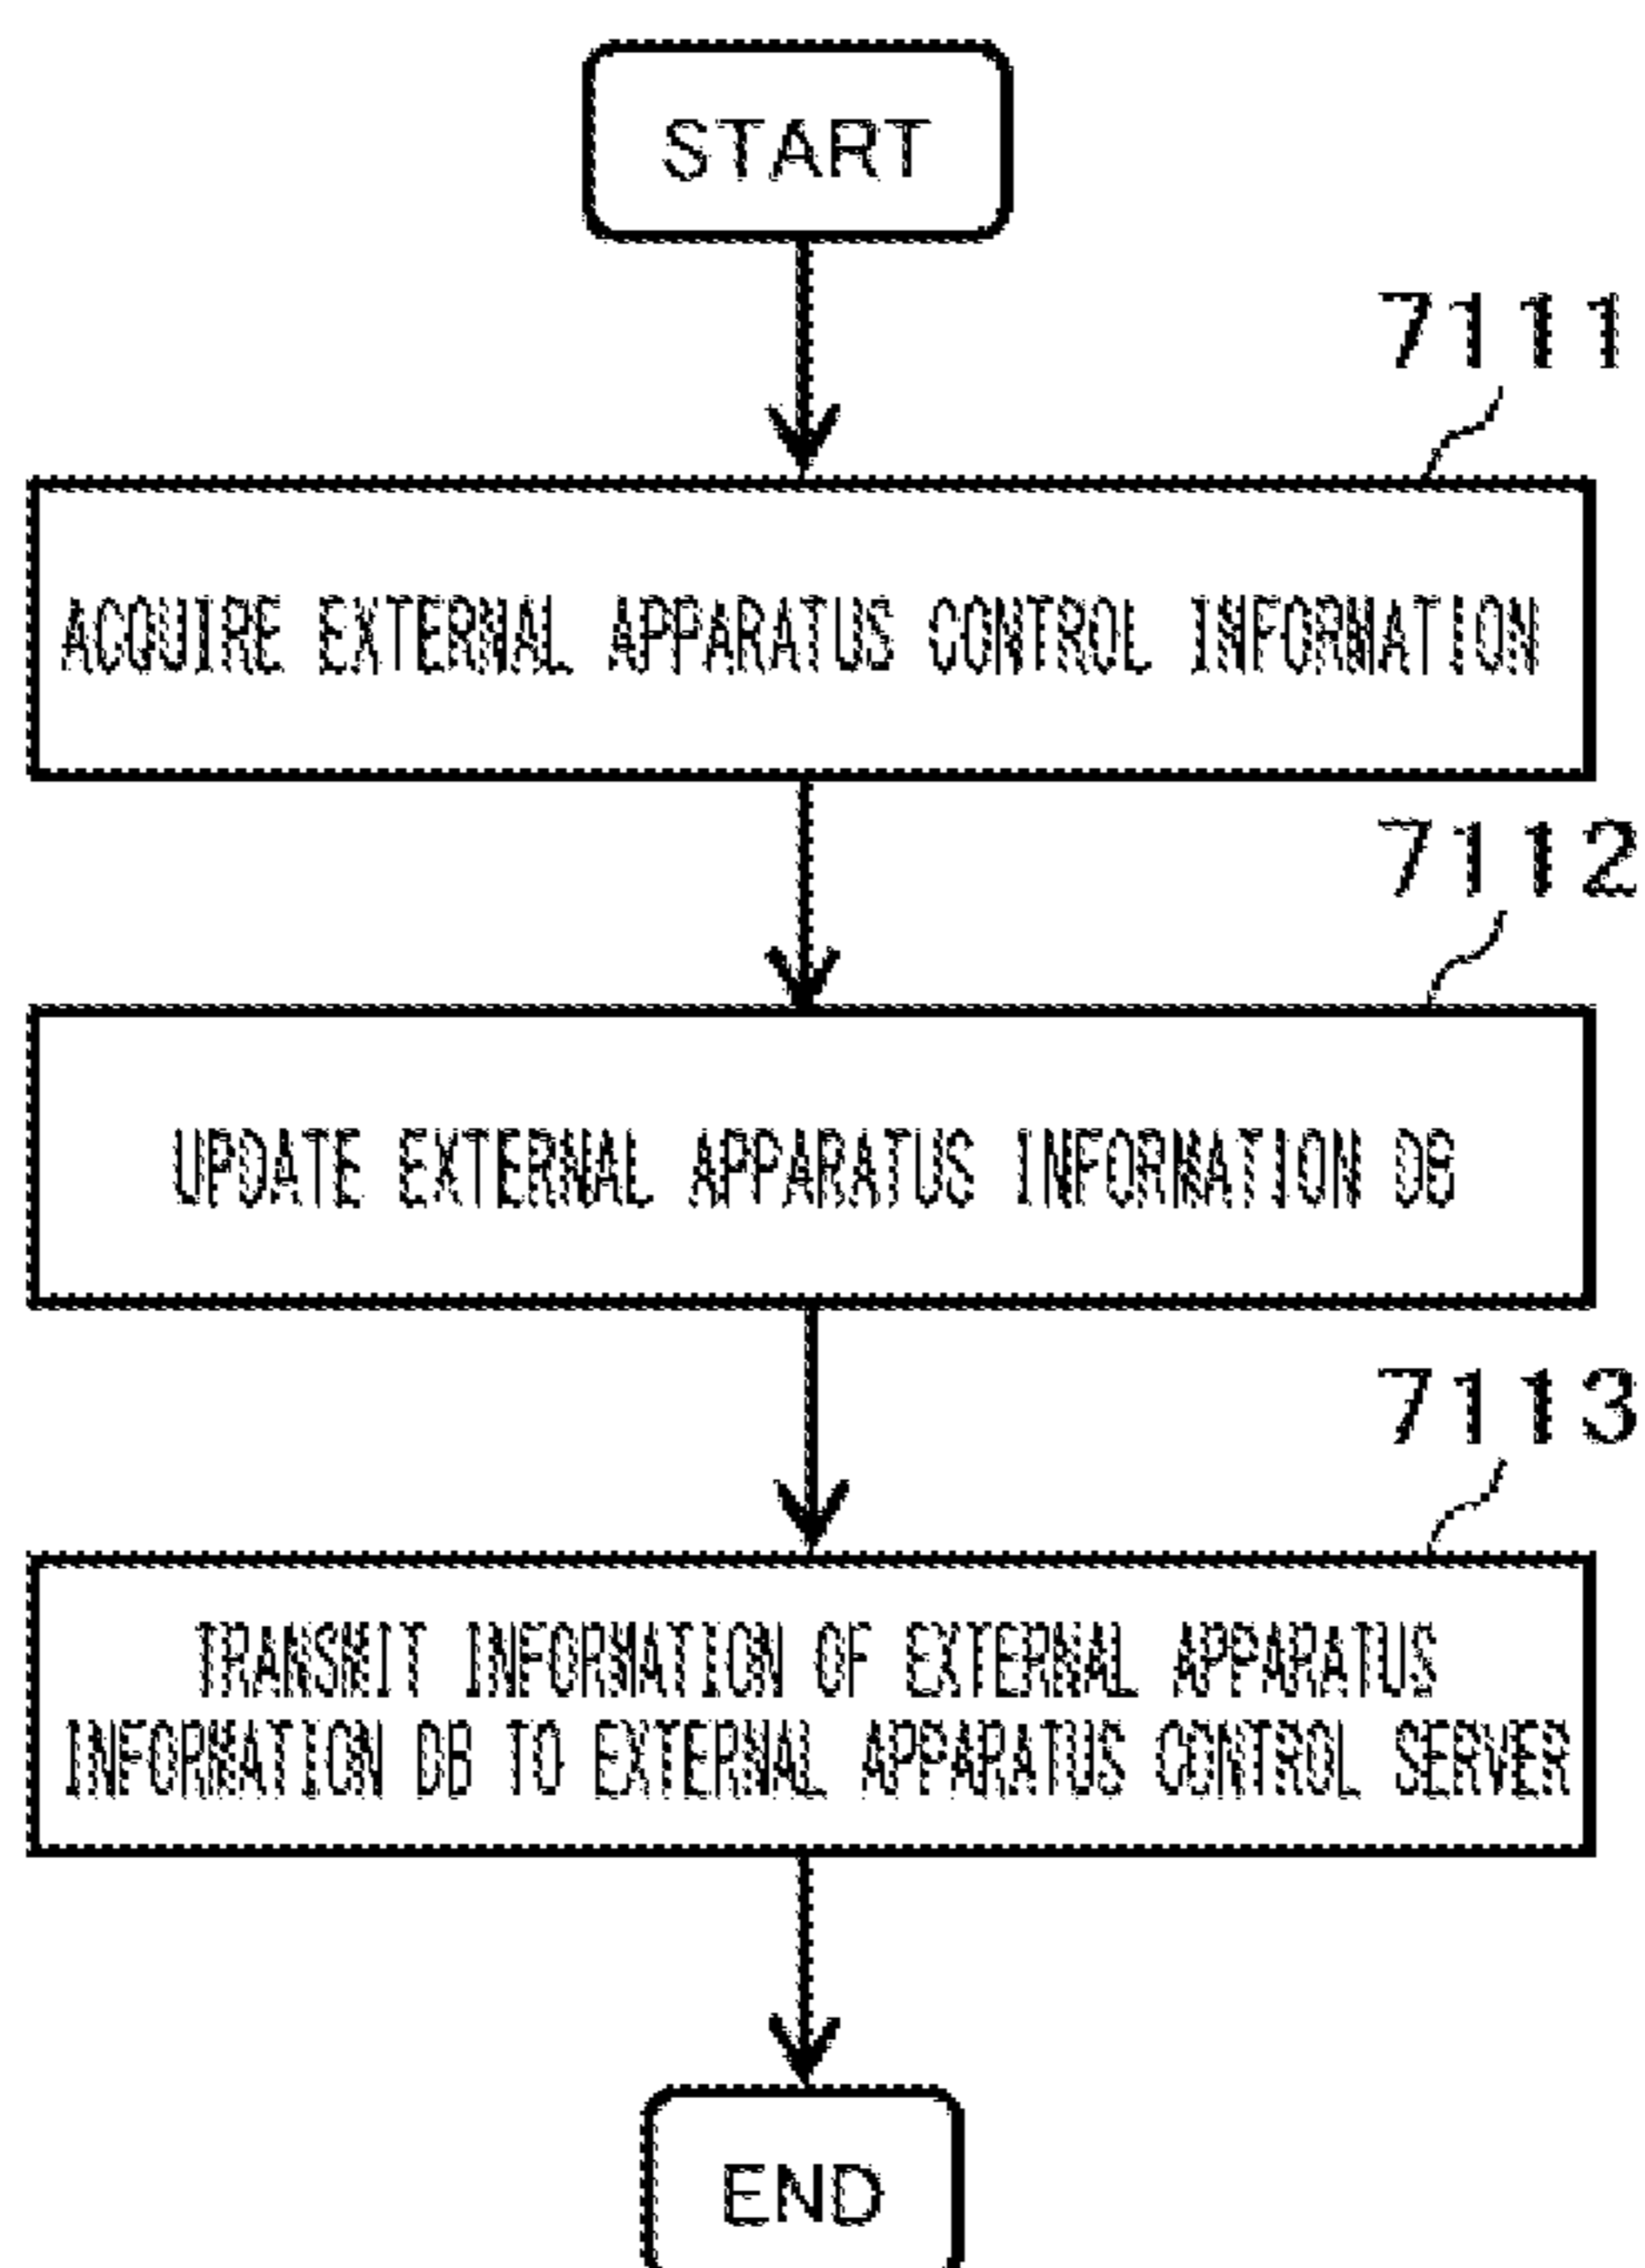 START
7111
ACQUIRE EXTERNAL APPARATUS CONTROL INFORMATION
7112
UPDATE EXTERNAL APPARATUS INFORMATION DB
7113
TRANSMIT INFORMATION OF EXTERNAL APPARATUS
INFORMATION DB TO EXTERNAL APPARATUS CONTROL SERVER
END